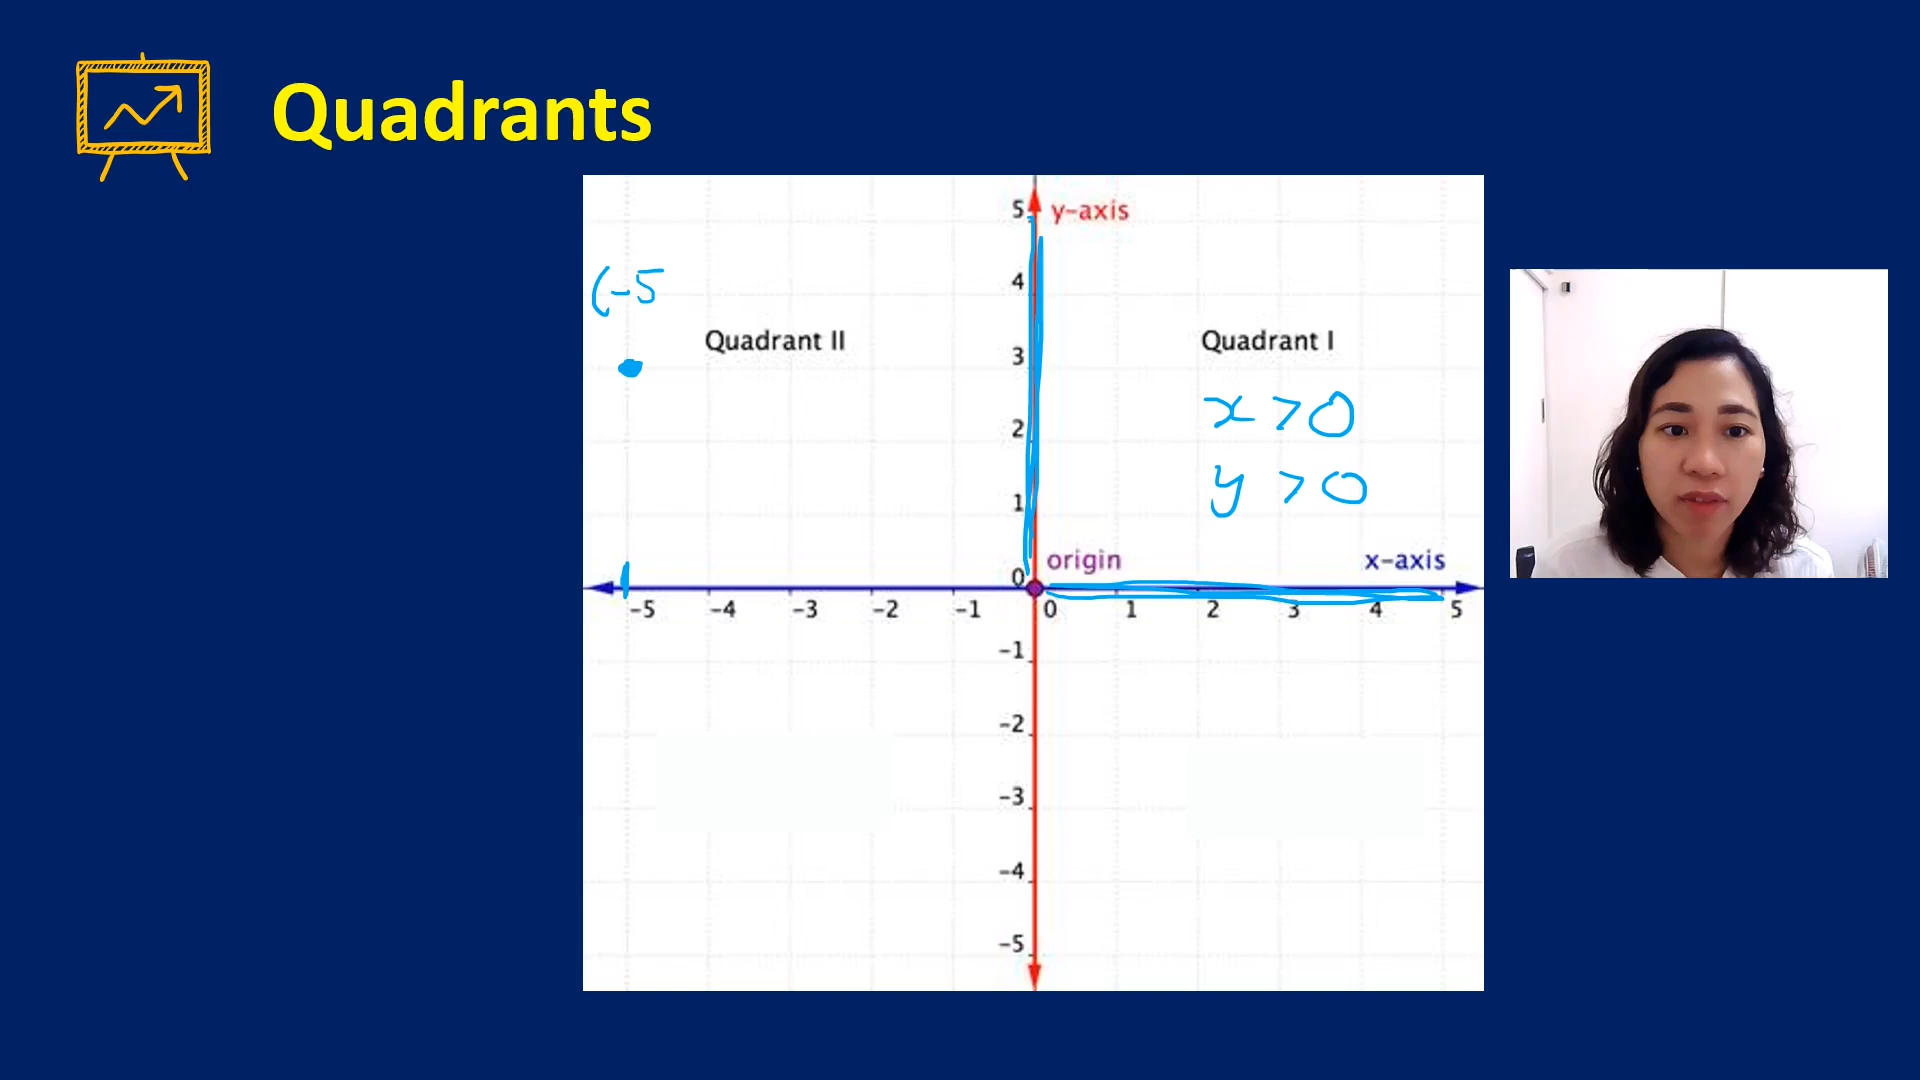 Quadrants
5 y-axis
4
(-5
Quadrant II
Quadrant I
3
x > 0
2
y > 0
1
origin
x-axis
0
-5 -4 -3 -2 -1 0 1 2 3 4 5
-1
-2
-3
-4
-5